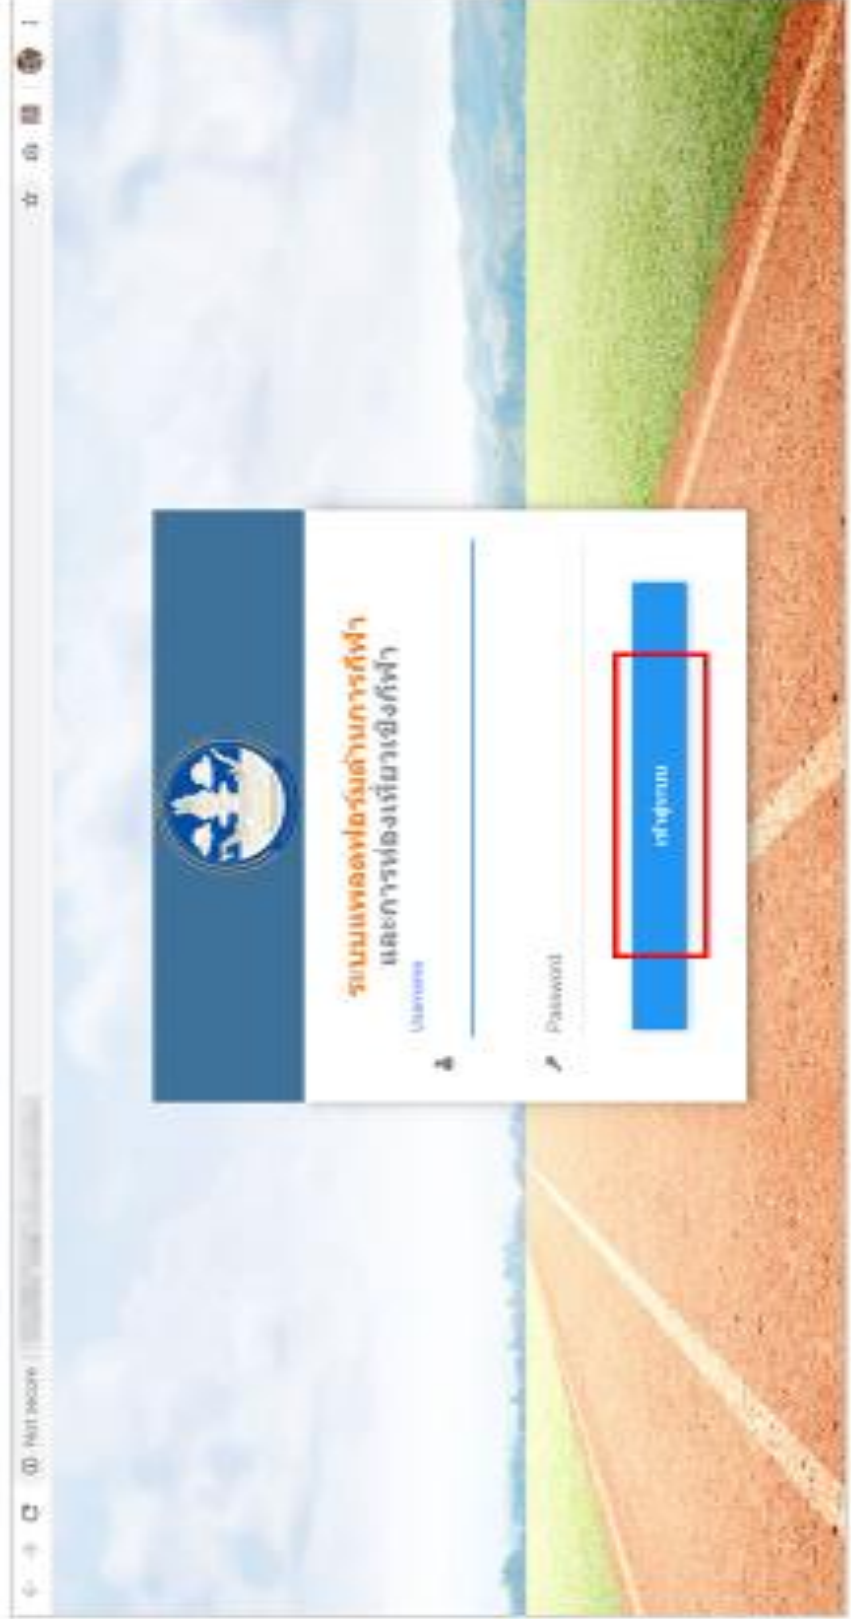 Not secure
ระบบแพลตฟอร์มด้านการกีฬา
และการท่องเที่ยวเชิงกีฬา
Username
Password
เข้าสู่ระบบ